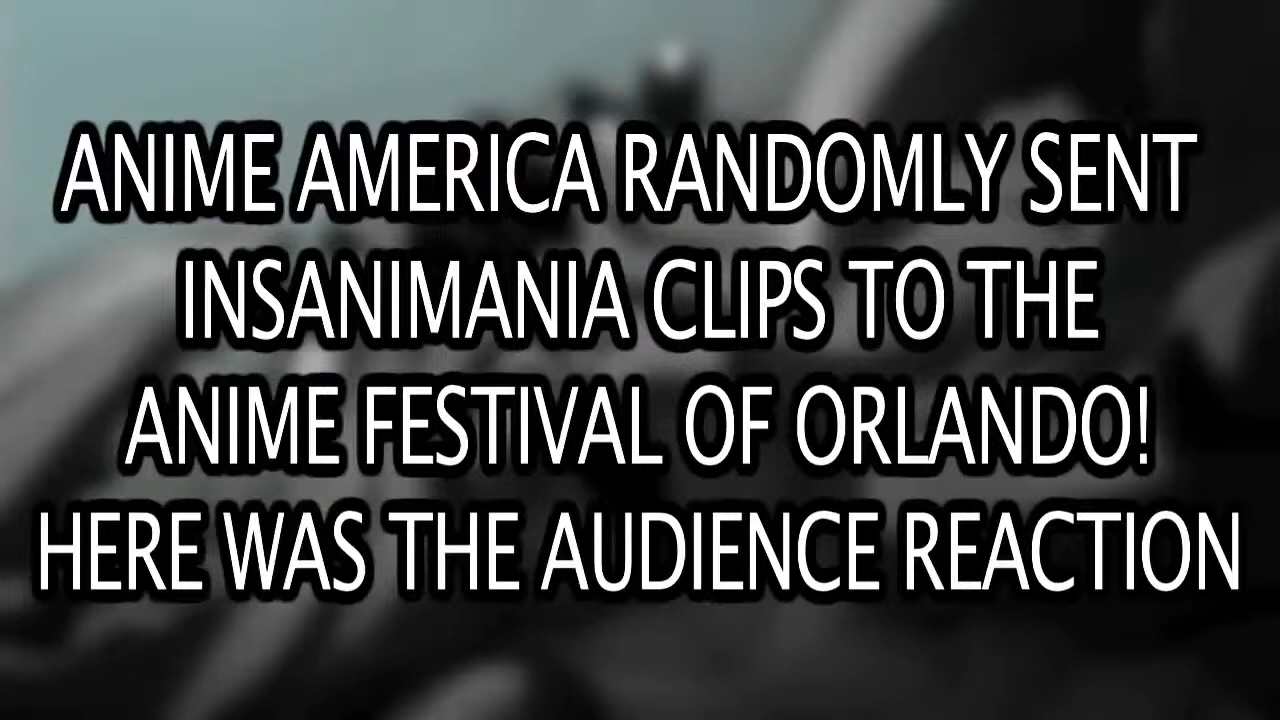 ANIME AMERICA RANDOMLY SENT
INSANIMANIA CLIPS TO THE
ANIME FESTIVAL OF ORLANDO!
HERE WAS THE AUDIENCE REACTION